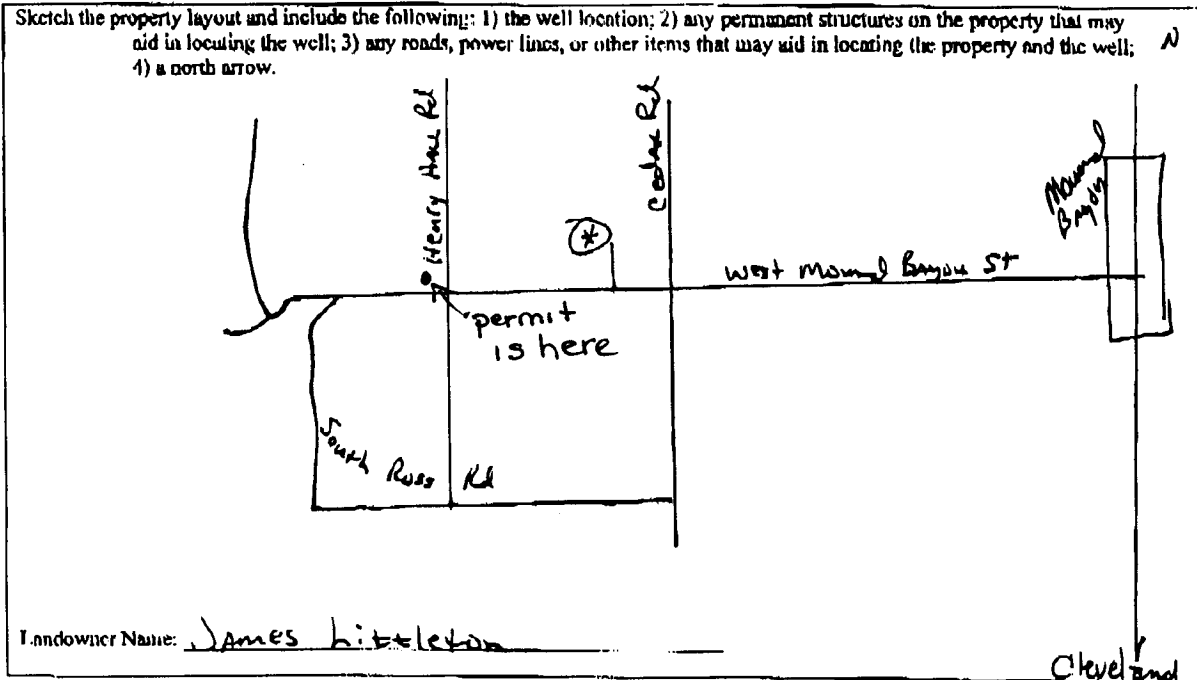 Sketch the property layout and include the following: 1) the well location; 2) any permanent structures on the property that may
aid in locating the well; 3) any roads, power lines, or other items that may aid in locating the property and the well;
4) a north arrow.
N
Henry Hall Rd
Cedar Rd
Mound
Bayou
*
West Mound Bayou St
permit
is here
South Russ Rd
Landowner Name: James Littleton
Cleveland